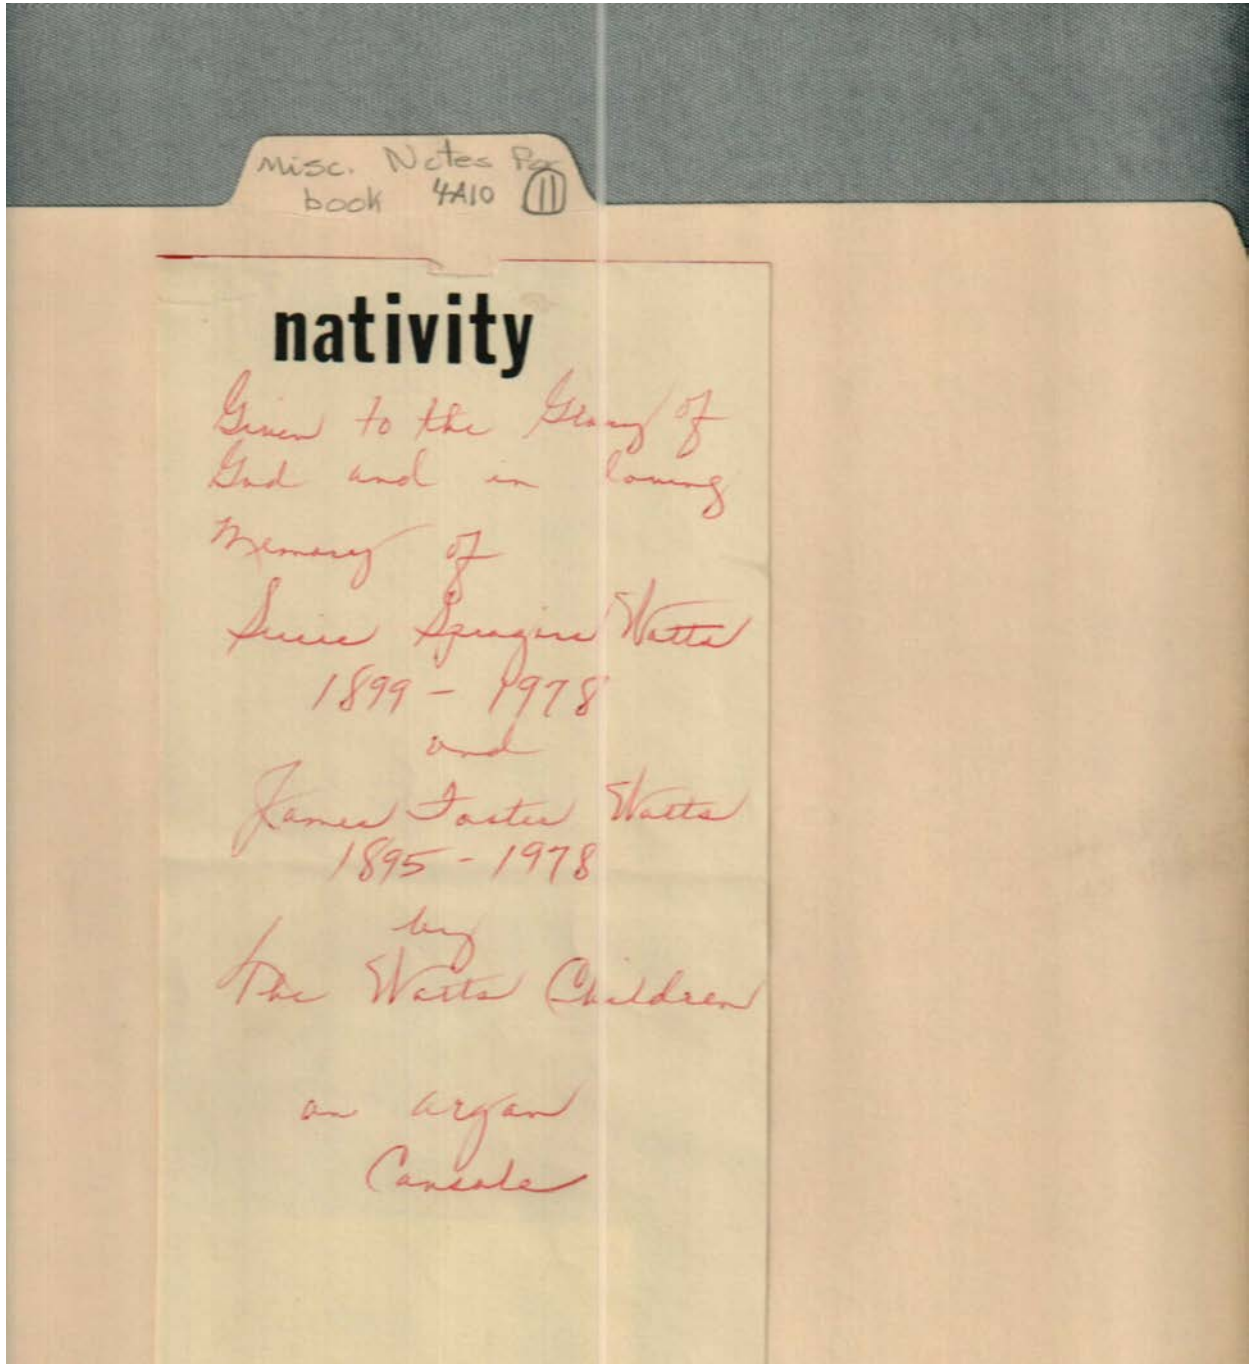 Misc. Notes for
book 4A10 11
nativity
Given to the Glory of
God and in loving
Memory of
Susie Spragins Watts
1899 - 1978
and
James Foster Watts
1895 - 1978
by
The Watts Children
on organ
Console